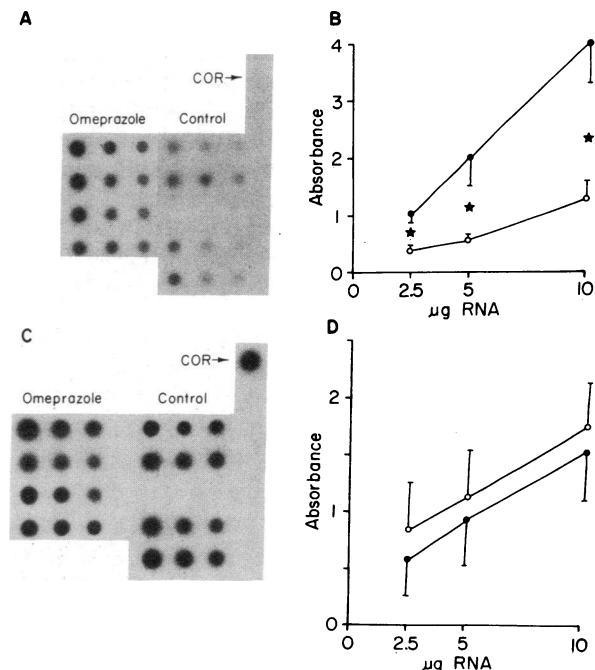 A
COR→
Omeprazole Control
B
Absorbance
4
3
2
1
0
0 2.5 5 10
µg RNA
C
COR→
Omeprazole Control
D
Absorbance
2
1
0
0 2.5 5 10
µg RNA